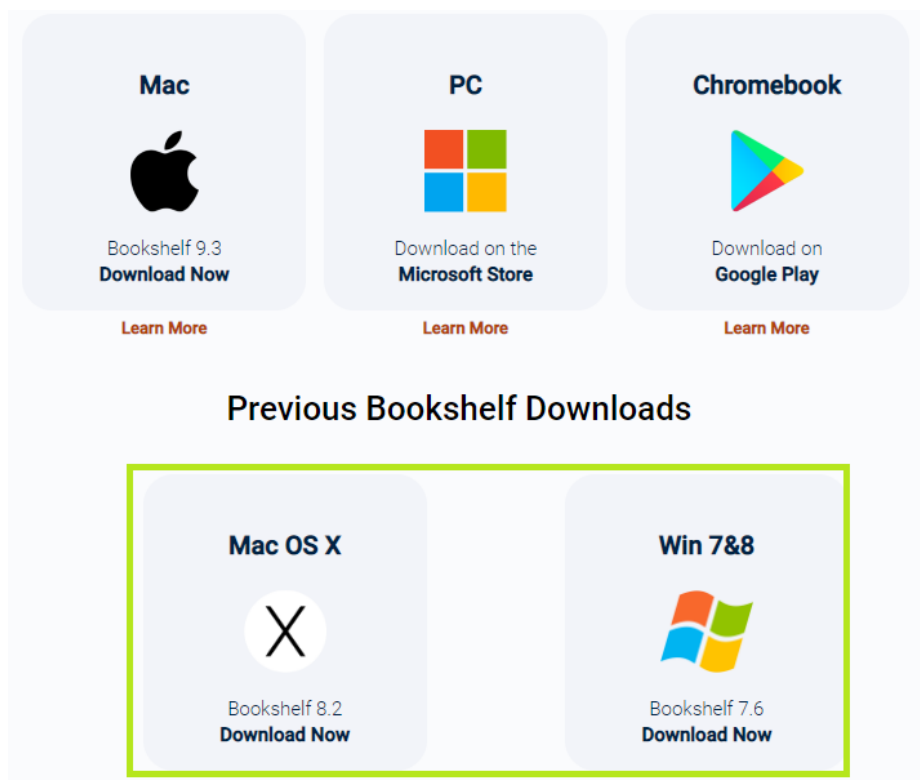 Mac
PC
Chromebook
Bookshelf 9.3
Download Now
Download on the
Microsoft Store
Download on
Google Play
Learn More
Learn More
Learn More
Previous Bookshelf Downloads
Mac OS X
Win 7&8
X
Bookshelf 8.2
Download Now
Bookshelf 7.6
Download Now